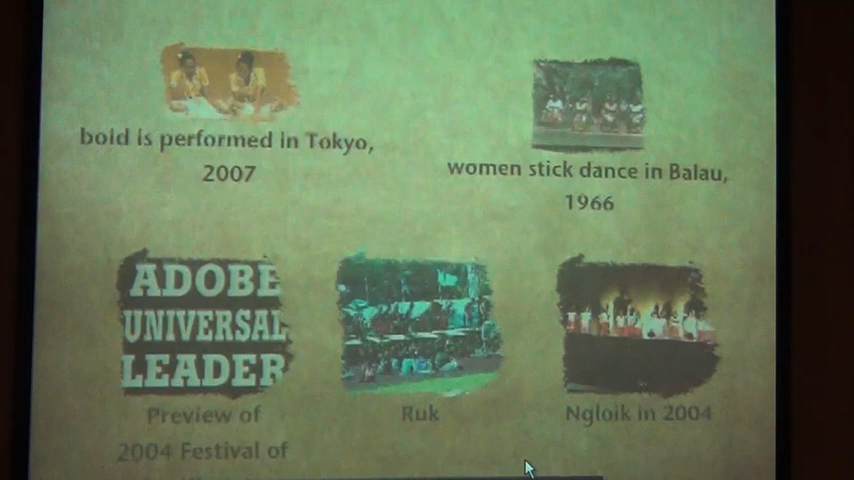 bold is performed in Tokyo,
2007
women stick dance in Balau,
1966
ADOBE
UNIVERSAL
LEADER
Preview of
2004 Festival of
Ruk
Ngloik in 2004